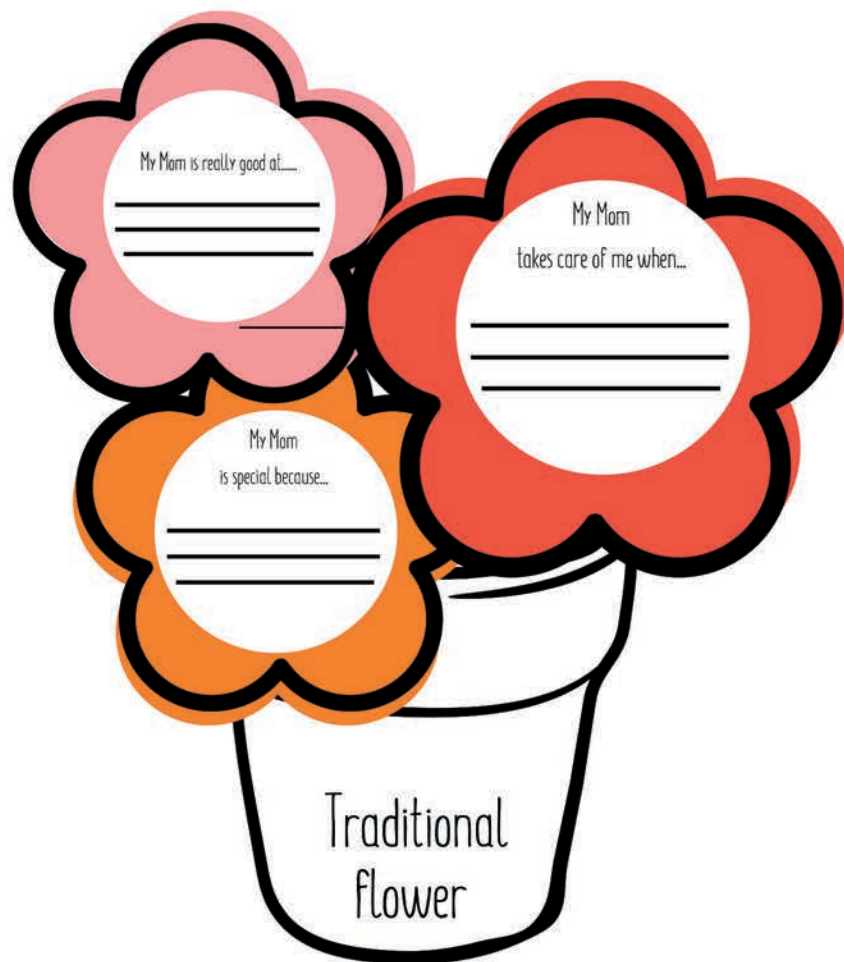 My Mom is really good at......
My Mom
takes care of me when...
My Mom
is special because...
Traditional
flower